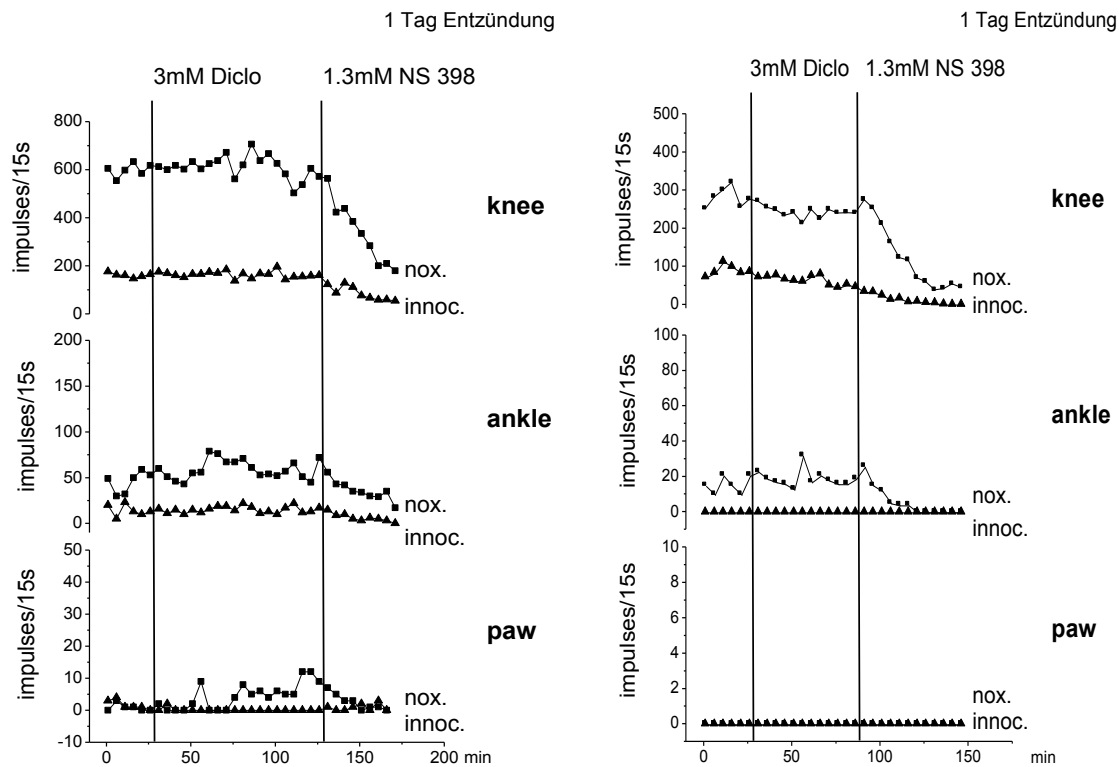 1 Tag Entzündung
3mM Diclo 1.3mM NS 398
impulses/15s
800
600
400
200
0
knee
nox.
innoc.
impulses/15s
200
150
100
50
0
ankle
nox.
innoc.
impulses/15s
50
40
30
20
10
0
-10
paw
nox.
innoc.
0 50 100 150 200 min
1 Tag Entzündung
3mM Diclo 1.3mM NS 398
impulses/15s
500
400
300
200
100
0
knee
nox.
innoc.
impulses/15s
100
80
60
40
20
0
ankle
nox.
innoc.
impulses/15s
10
8
6
4
2
0
paw
nox.
innoc.
0 50 100 150 min